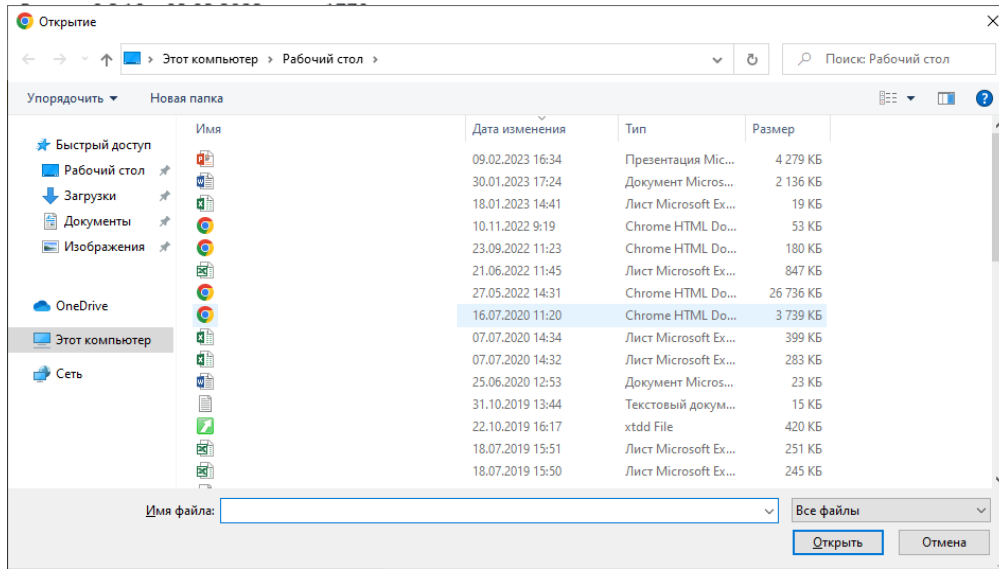 Открытие
Этот компьютер > Рабочий стол >
Поиск: Рабочий стол
Упорядочить Новая папка
Быстрый доступ
Рабочий стол
Загрузки
Документы
Изображения
OneDrive
Этот компьютер
Сеть
Имя Дата изменения Тип Размер
09.02.2023 16:34 Презентация Mic... 4 279 КБ
30.01.2023 17:24 Документ Micros... 2 136 КБ
18.01.2023 14:41 Лист Microsoft Ex... 19 КБ
10.11.2022 9:19 Chrome HTML Do... 53 КБ
23.09.2022 11:23 Chrome HTML Do... 180 КБ
21.06.2022 11:45 Лист Microsoft Ex... 847 КБ
27.05.2022 14:31 Chrome HTML Do... 26 736 КБ
16.07.2020 11:20 Chrome HTML Do... 3 739 КБ
07.07.2020 14:34 Лист Microsoft Ex... 399 КБ
07.07.2020 14:32 Лист Microsoft Ex... 283 КБ
25.06.2020 12:53 Документ Micros... 23 КБ
31.10.2019 13:44 Текстовый докум... 15 КБ
22.10.2019 16:17 xtdd File 420 КБ
18.07.2019 15:51 Лист Microsoft Ex... 251 КБ
18.07.2019 15:50 Лист Microsoft Ex... 245 КБ
Имя файла:
Все файлы
Открыть Отмена